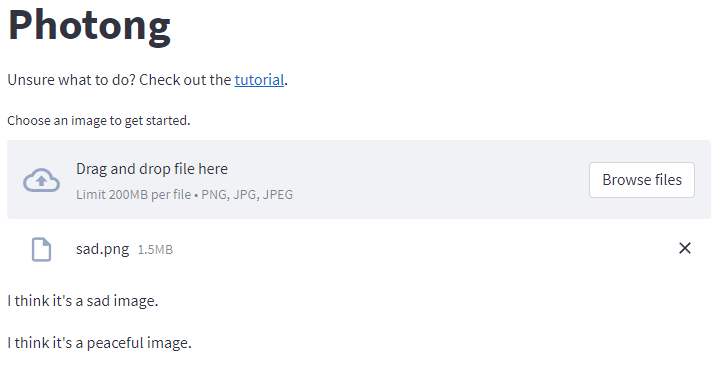 Photong
Unsure what to do? Check out the tutorial.
Choose an image to get started.
Drag and drop file here
Limit 200MB per file • PNG, JPG, JPEG
Browse files
sad.png 1.5MB
I think it's a sad image.
I think it's a peaceful image.